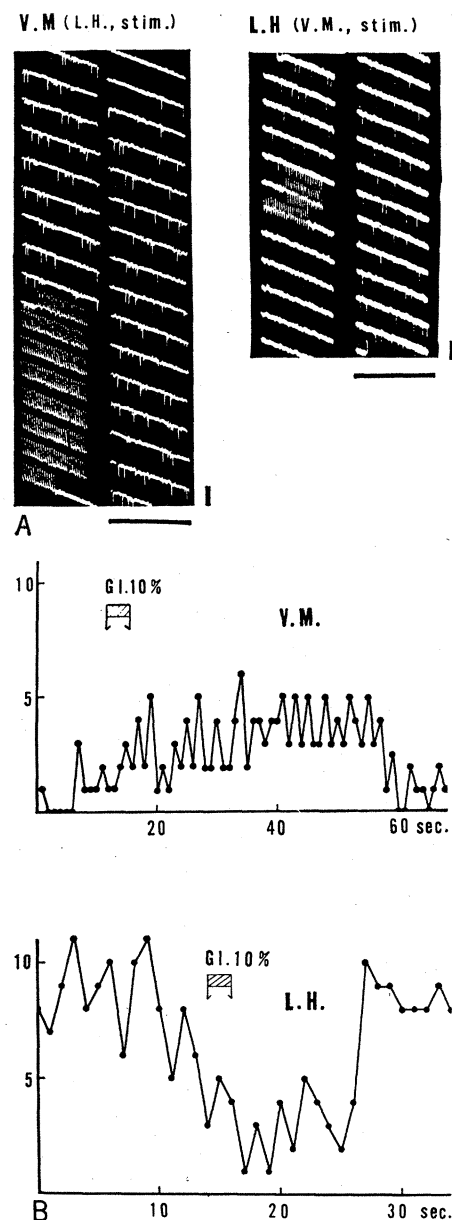 V.M (L.H., stim.)
L.H (V.M., stim.)
A
10
Gl.10%
V.M.
5
20 40 60 sec.
10
Gl.10%
L.H.
5
B
10 20 30 sec.